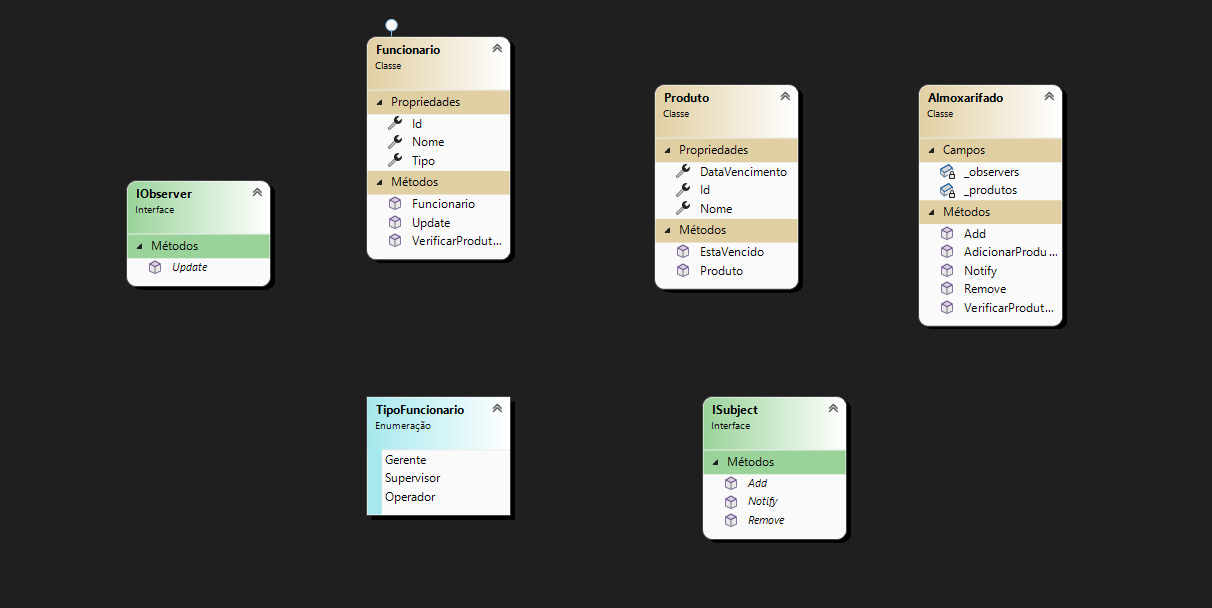 IObserver
Interface
Métodos
Update
Funcionario
Classe
Propriedades
Id
Nome
Tipo
Métodos
Funcionario
Update
VerificarProdut...
TipoFuncionario
Enumeração
Gerente
Supervisor
Operador
Produto
Classe
Propriedades
DataVencimento
Id
Nome
Métodos
EstaVencido
Produto
ISubject
Interface
Métodos
Add
Notify
Remove
Almoxarifado
Classe
Campos
_observers
_produtos
Métodos
Add
AdicionarProdu...
Notify
Remove
VerificarProdut...